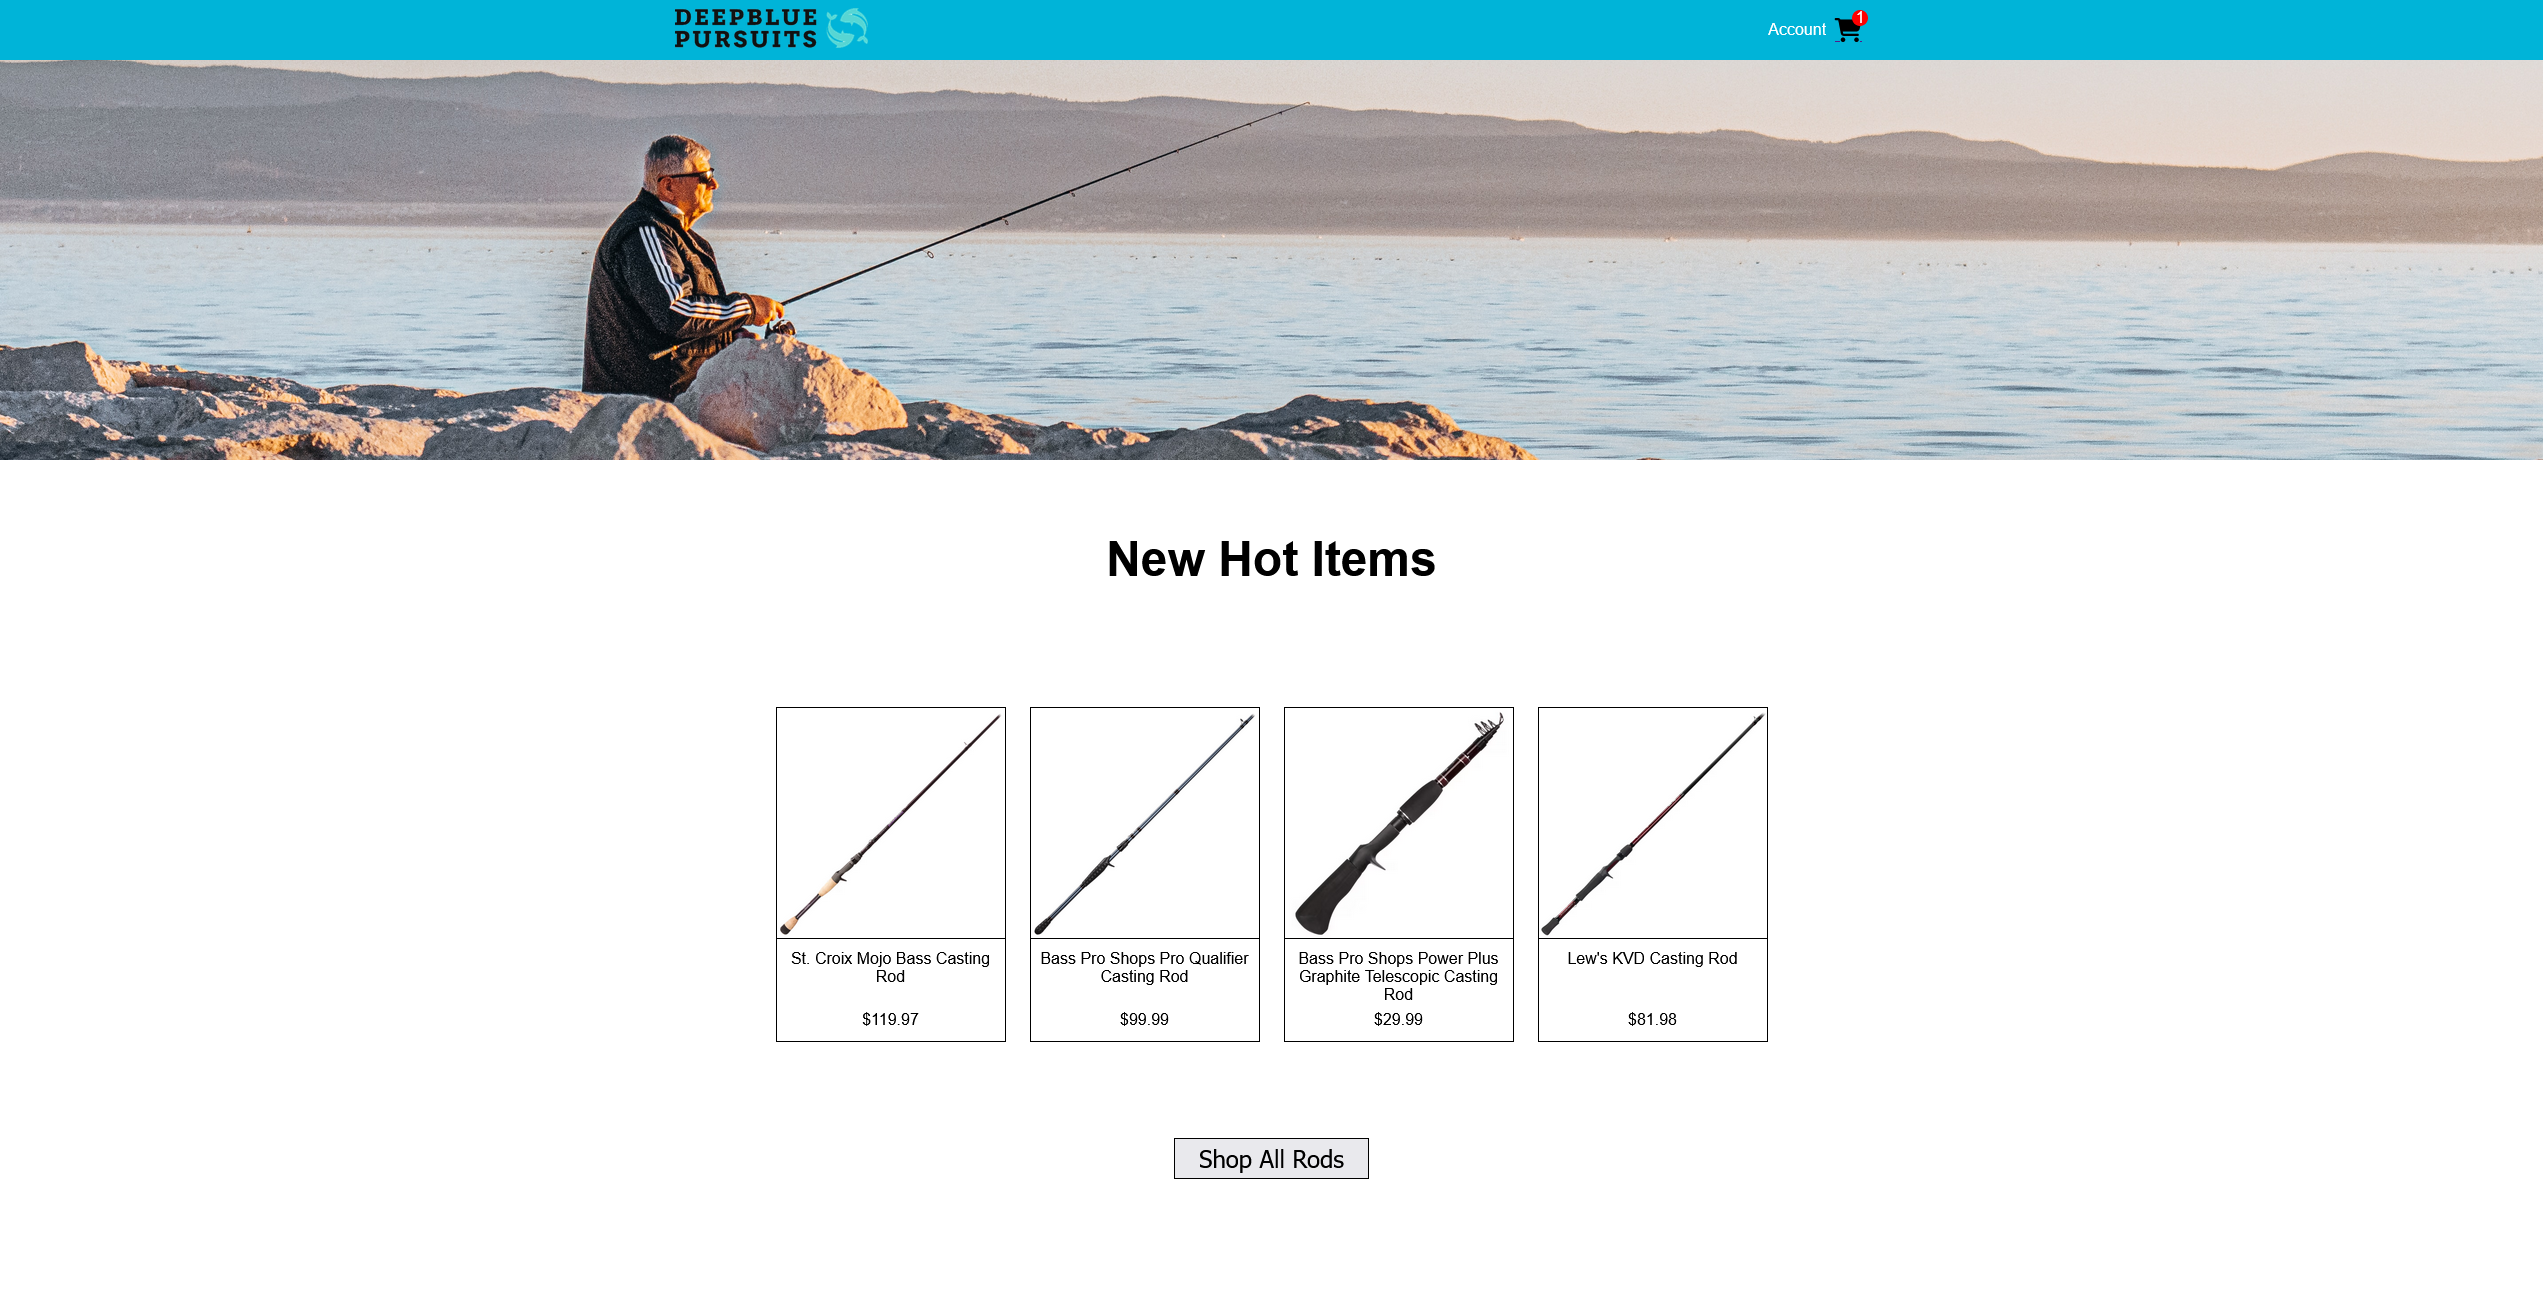 DEEPBLUE
PURSUITS
Account
1
New Hot Items
St. Croix Mojo Bass Casting
Rod
$119.97
Bass Pro Shops Pro Qualifier
Casting Rod
$99.99
Bass Pro Shops Power Plus
Graphite Telescopic Casting
Rod
$29.99
Lew's KVD Casting Rod
$81.98
Shop All Rods